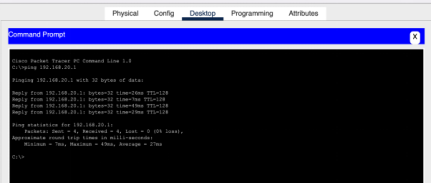 Physical Config Desktop Programming Attributes
Command Prompt X
Cisco Packet Tracer PC Command Line 1.0
C:\>ping 192.168.20.1
Pinging 192.168.20.1 with 32 bytes of data:
Reply from 192.168.20.1: bytes=32 time=26ms TTL=128
Reply from 192.168.20.1: bytes=32 time=7ms TTL=128
Reply from 192.168.20.1: bytes=32 time=49ms TTL=128
Reply from 192.168.20.1: bytes=32 time=29ms TTL=128
Ping statistics for 192.168.20.1:
Packets: Sent = 4, Received = 4, Lost = 0 (0% loss),
Approximate round trip times in milli-seconds:
Minimum = 7ms, Maximum = 49ms, Average = 27ms
C:\>